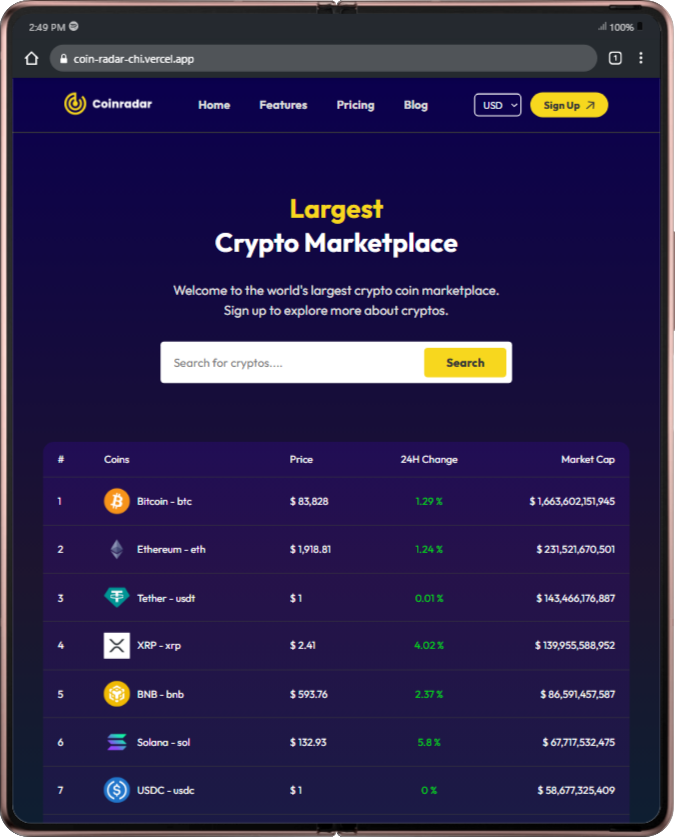 2:49 PM 100%
coin-radar-chi.vercel.app 1
Coinradar Home Features Pricing Blog USD Sign Up
Largest
Crypto Marketplace
Welcome to the world's largest crypto coin marketplace.
Sign up to explore more about cryptos.
Search for cryptos.... Search
# Coins Price 24H Change Market Cap
1 Bitcoin - btc $ 83,828 1.29 % $ 1,663,602,151,945
2 Ethereum - eth $ 1,918.81 1.24 % $ 231,521,670,501
3 Tether - usdt $ 1 0.01 % $ 143,466,176,887
4 XRP - xrp $ 2.41 4.02 % $ 139,955,588,952
5 BNB - bnb $ 593.76 2.37 % $ 86,591,457,587
6 Solana - sol $ 132.93 5.8 % $ 67,717,532,475
7 USDC - usdc $ 1 0 % $ 58,677,325,409